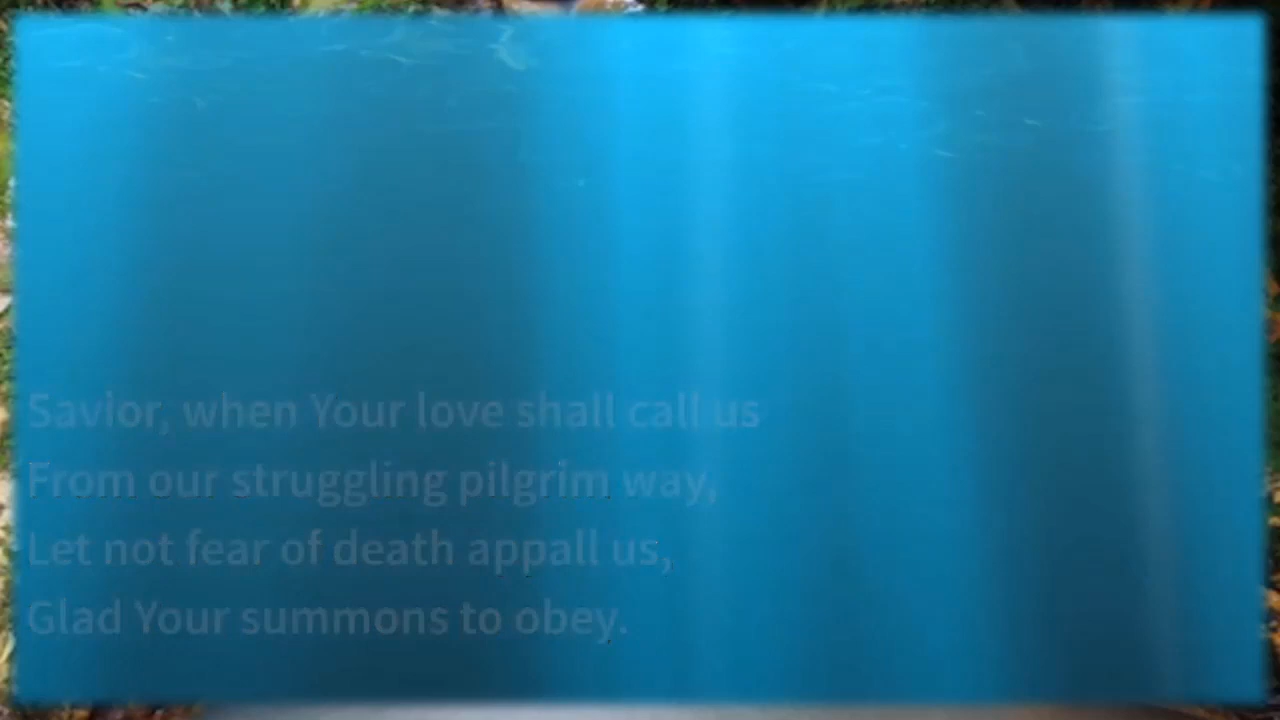 Savior, when Your love shall call us
From our struggling pilgrim way,
Let not fear of death appall us,
Glad Your summons to obey.